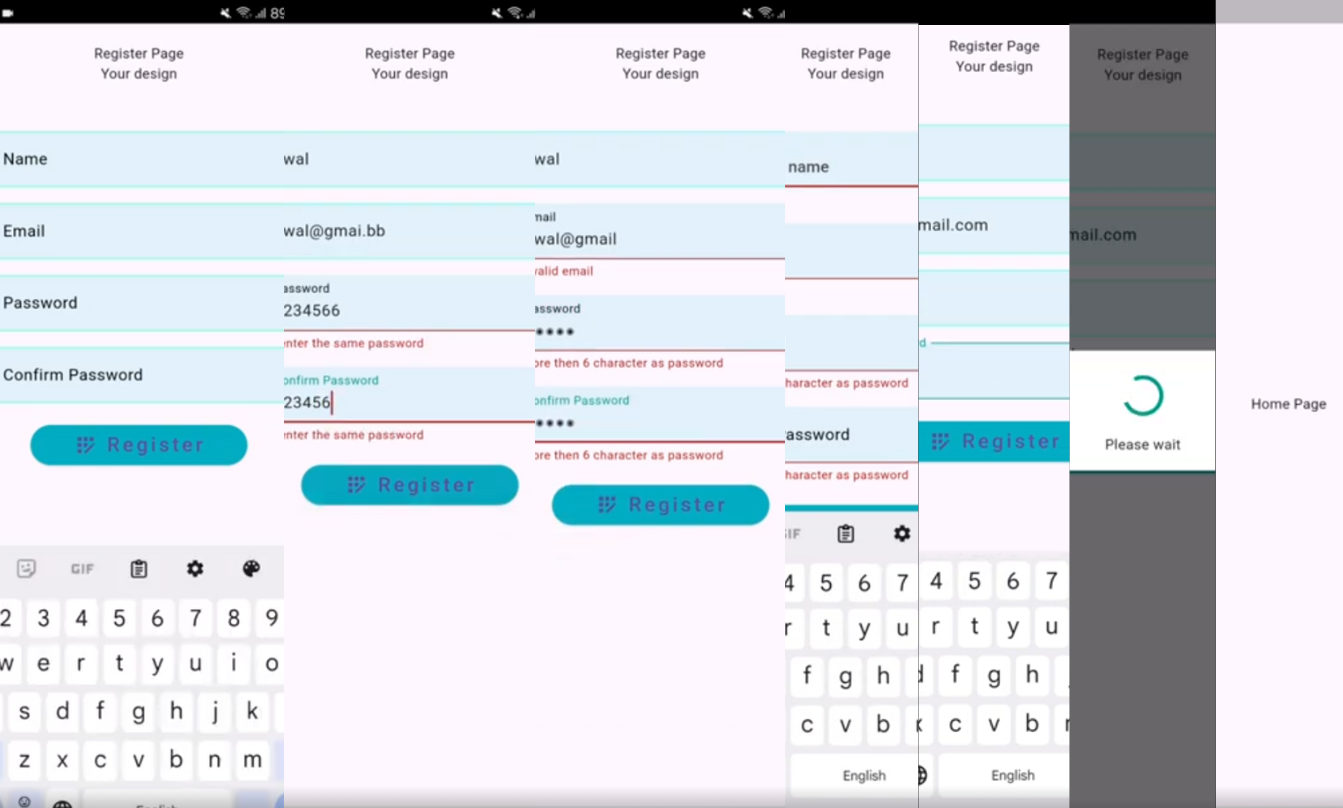 89
Register Page
Your design
Name
Email
Password
Confirm Password
Register
GIF
2 3 4 5 6 7 8 9
w e r t y u i o
s d f g h j k
z x c v b n m
Register Page
Your design
wal
wal@gmai.bb
assword
234566
enter the same password
onfirm Password
23456
enter the same password
Register
Register Page
Your design
wal
mail
wal@gmail
valid email
assword
ore then 6 character as password
onfirm Password
ore then 6 character as password
Register
Register Page
Your design
name
haracter as password
assword
haracter as password
GIF
4 5 6 7
r t y u
f g h
c v b
English
Register Page
Your design
mail.com
d
Register
4 5 6 7
r t y u
d f g h
x c v b
English
Register Page
Your design
mail.com
Please wait
Home Page